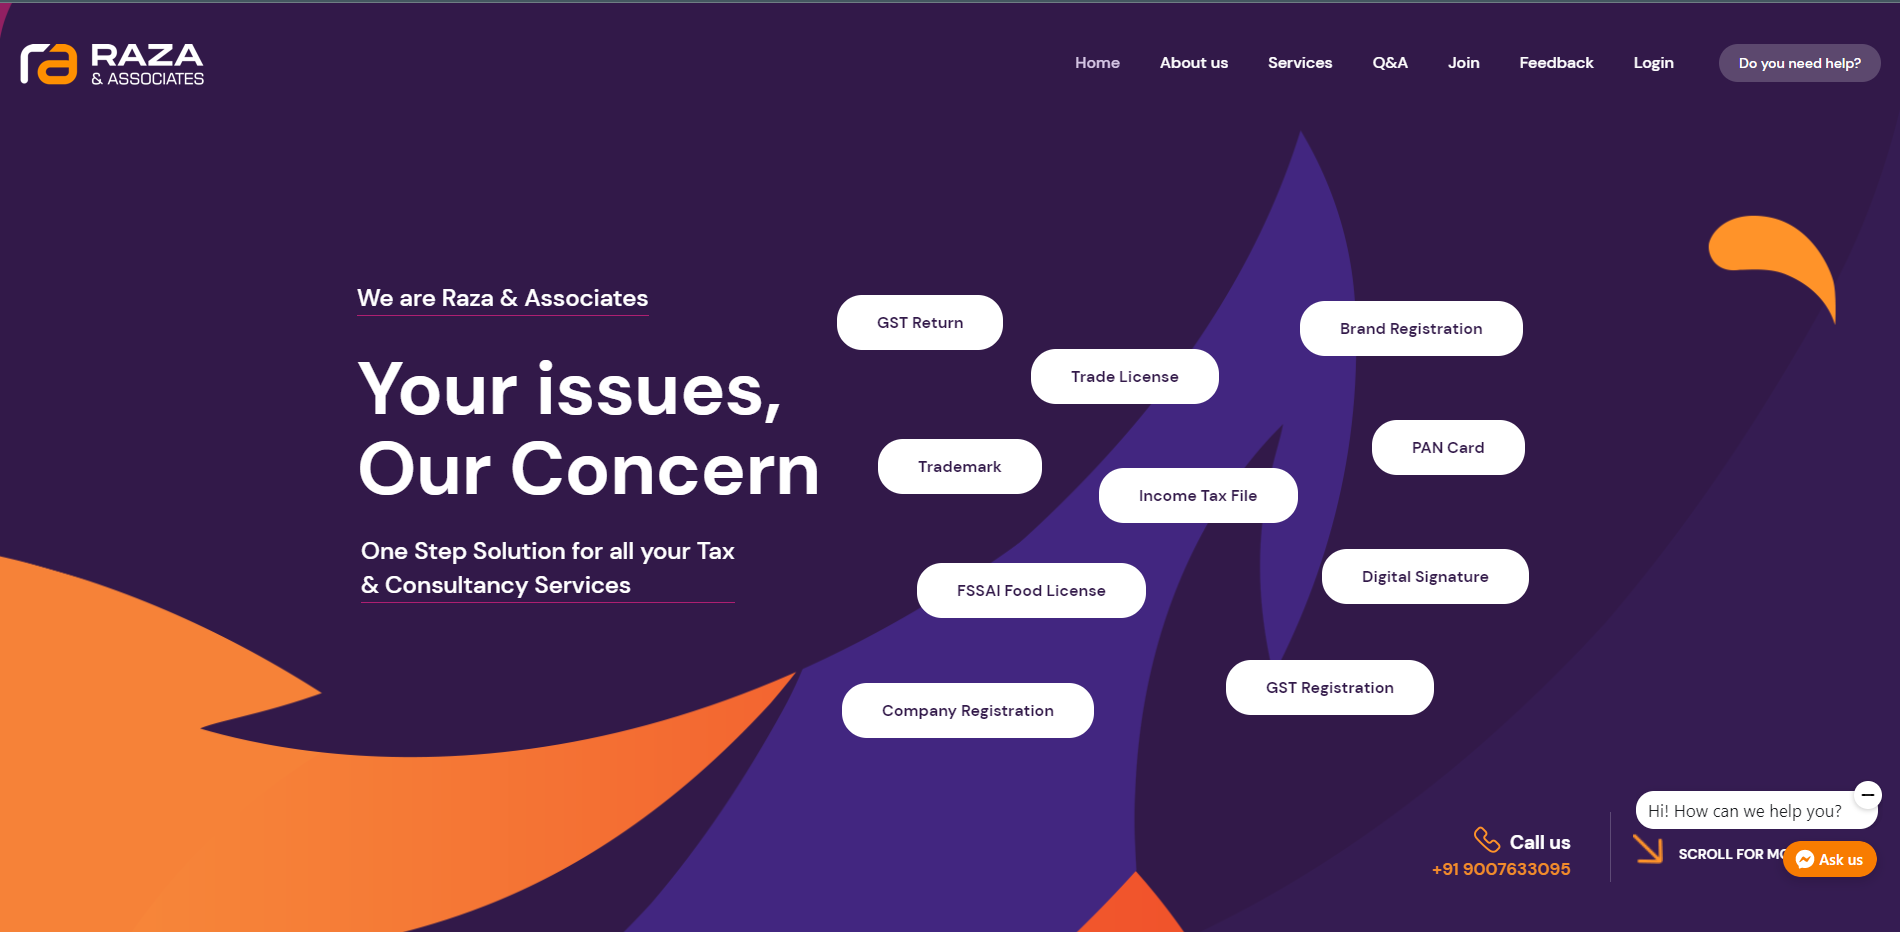 RAZA
& ASSOCIATES
Home
About us
Services
Q&A
Join
Feedback
Login
Do you need help?
We are Raza & Associates
Your issues,
Our Concern
One Step Solution for all your Tax
& Consultancy Services
GST Return
Brand Registration
Trade License
PAN Card
Trademark
Income Tax File
Digital Signature
FSSAI Food License
GST Registration
Company Registration
Hi! How can we help you?
Call us
+91 9007633095
SCROLL FOR
Ask us